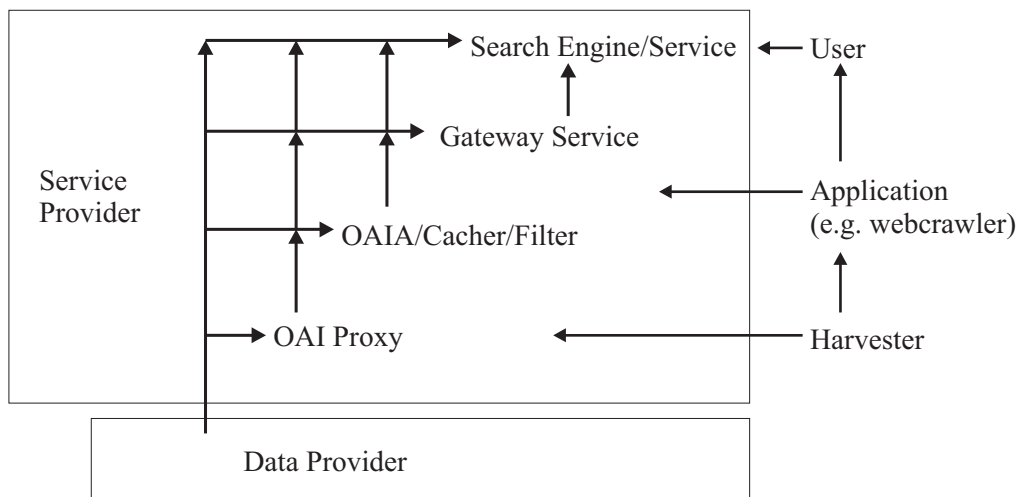 Search Engine/Service
User
Gateway Service
Service
Provider
Application
(e.g. webcrawler)
OAIA/Cacher/Filter
OAI Proxy
Harvester
Data Provider